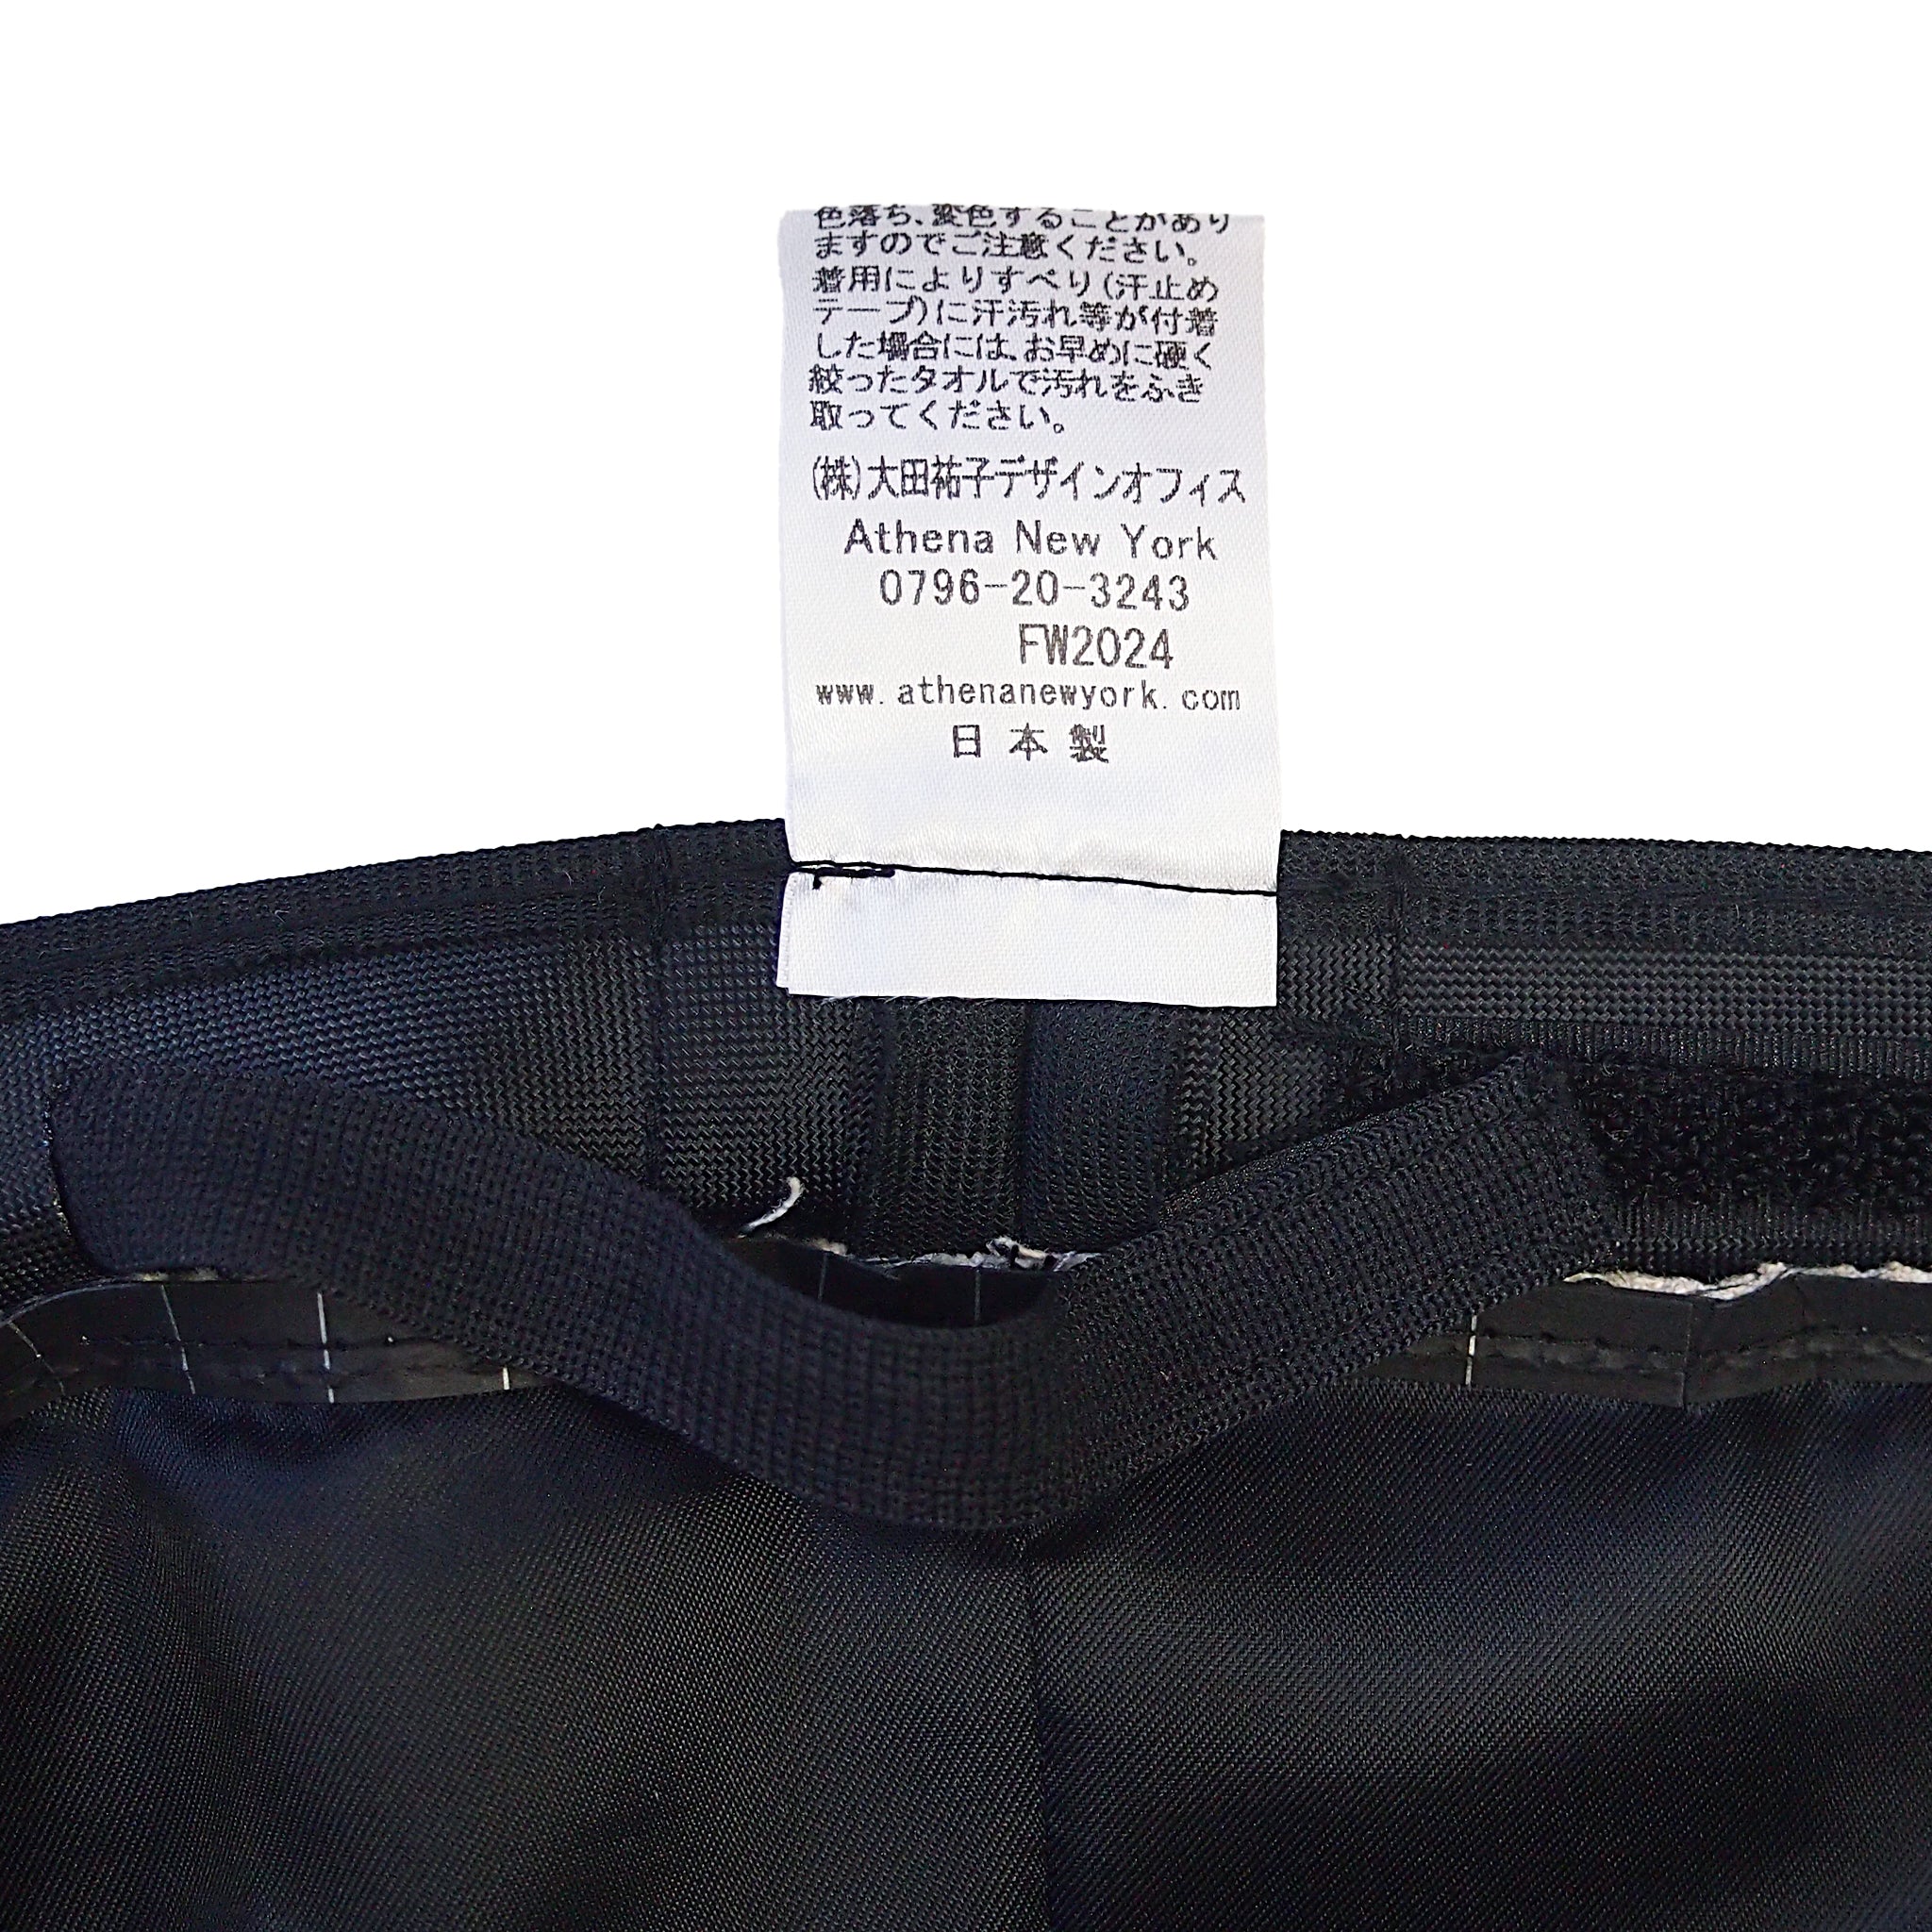 色落ち、変色することがあり
ますのでご注意ください。
着用によりすべり(汗止め
テープ)に汗汚れ等が付着
した場合には、お早めに硬く
絞ったタオルで汚れをふき
取ってください。
(株)大田祐子デザインオフィス
Athena New York
0796-20-3243
FW2024
www.athenanewyork.com
日本製